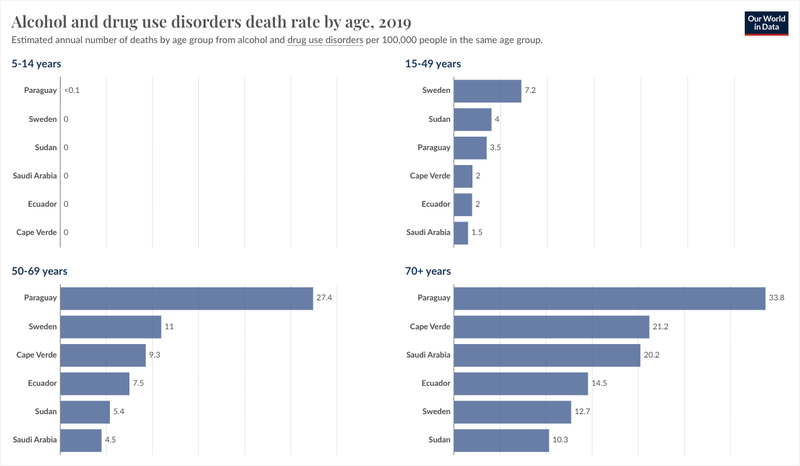 Alcohol and drug use disorders death rate by age, 2019
Our World
in Data
Estimated annual number of deaths by age group from alcohol and drug use disorders per 100,000 people in the same age group.
5-14 years
Paraguay <0.1
Sweden 0
Sudan 0
Saudi Arabia 0
Ecuador 0
Cape Verde 0
15-49 years
Sweden 7.2
Sudan 4
Paraguay 3.5
Cape Verde 2
Ecuador 2
Saudi Arabia 1.5
50-69 years
Paraguay 27.4
Sweden 11
Cape Verde 9.3
Ecuador 7.5
Sudan 5.4
Saudi Arabia 4.5
70+ years
Paraguay 33.8
Cape Verde 21.2
Saudi Arabia 20.2
Ecuador 14.5
Sweden 12.7
Sudan 10.3